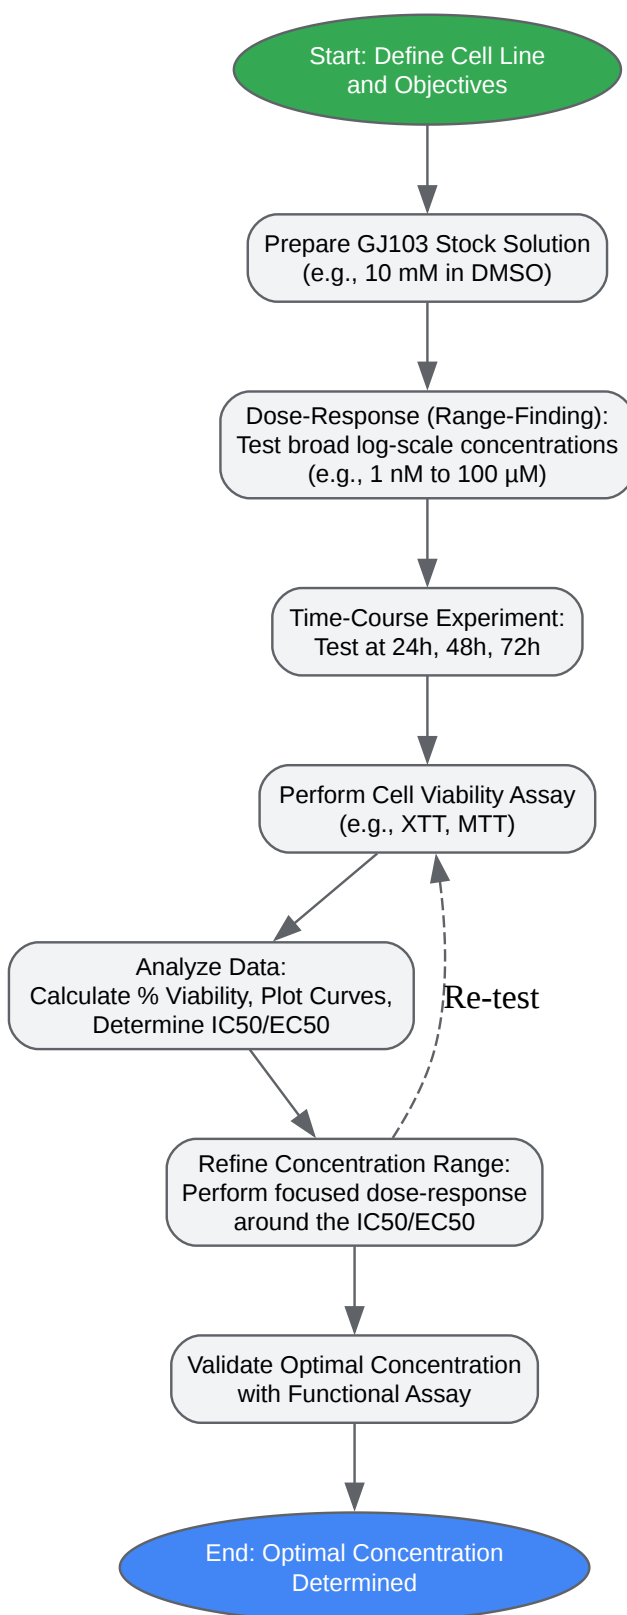 Start: Define Cell Line
and Objectives
Prepare GJ103 Stock Solution
(e.g., 10 mM in DMSO)
Dose-Response (Range-Finding):
Test broad log-scale concentrations
(e.g., 1 nM to 100 µM)
Time-Course Experiment:
Test at 24h, 48h, 72h
Perform Cell Viability Assay
(e.g., XTT, MTT)
Analyze Data:
Calculate % Viability, Plot Curves,
Determine IC50/EC50
Re-test
Refine Concentration Range:
Perform focused dose-response
around the IC50/EC50
Validate Optimal Concentration
with Functional Assay
End: Optimal Concentration
Determined